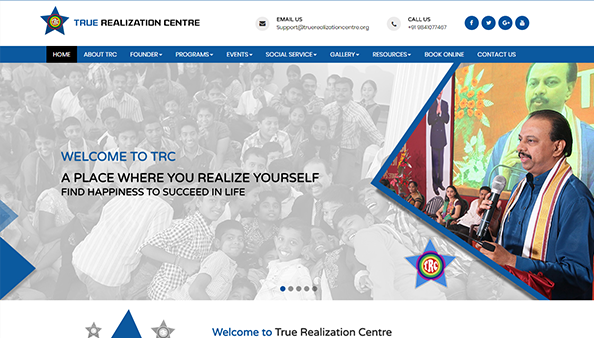 TRUE REALIZATION CENTRE
EMAIL US
Support@truerealizationcentre.org
CALL US
+91 9841077467
HOME ABOUT TRC FOUNDER PROGRAMS EVENTS SOCIAL SERVICE GALLERY RESOURCES BOOK ONLINE CONTACT US
WELCOME TO TRC
A PLACE WHERE YOU REALIZE YOURSELF
FIND HAPPINESS TO SUCCEED IN LIFE
TRC
Welcome to True Realization Centre